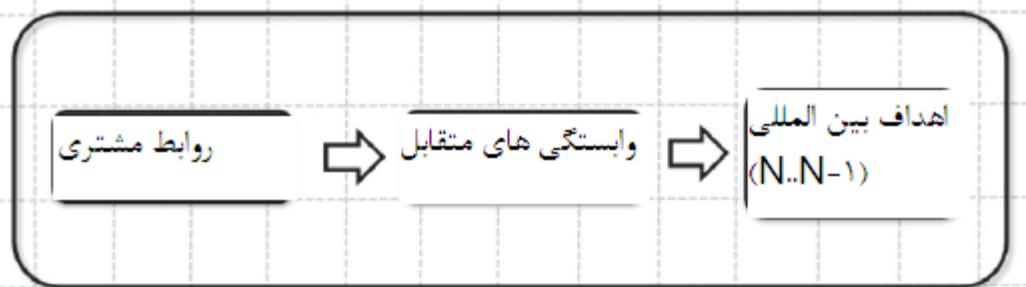 روابط مشتری
وابستگی های متقابل
اهداف بین المللی
(N..N-۱)